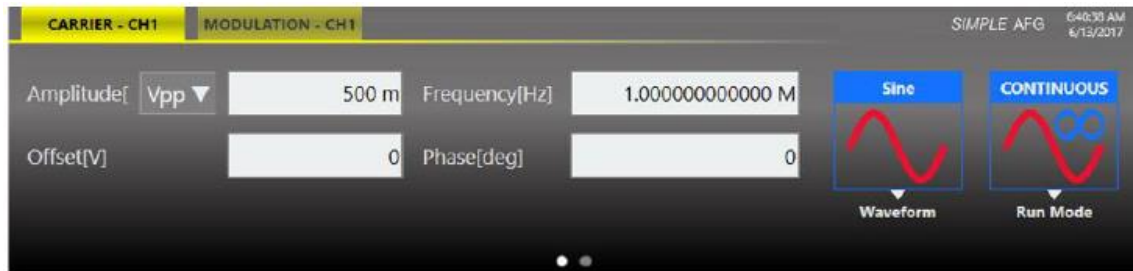 CARRIER - CH1 MODULATION - CH1 SIMPLE AFG 6:40:38 AM
6/13/2017
Amplitude[ Vpp ▼ 500 m Frequency[Hz] 1.000000000000 M Sine CONTINUOUS
Offset[V] 0 Phase[deg] 0
Waveform Run Mode